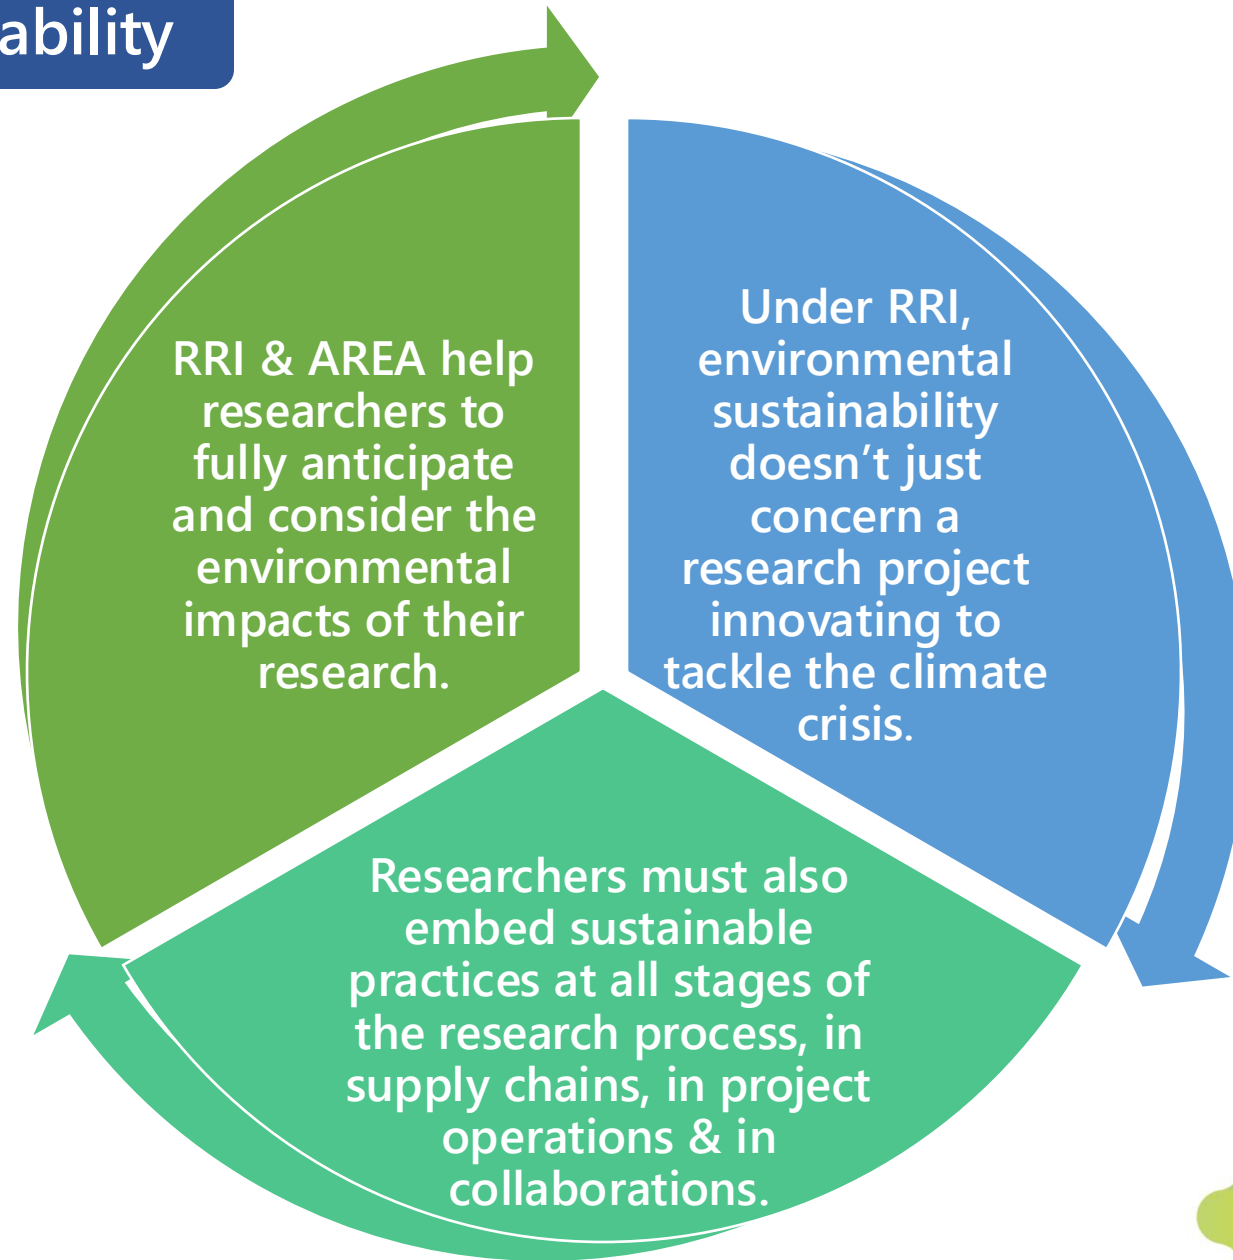 ability
RRI & AREA help
researchers to
fully anticipate
and consider the
environmental
impacts of their
research.
Under RRI,
environmental
sustainability
doesn’t just
concern a
research project
innovating to
tackle the climate
crisis.
Researchers must also
embed sustainable
practices at all stages of
the research process, in
supply chains, in project
operations & in
collaborations.